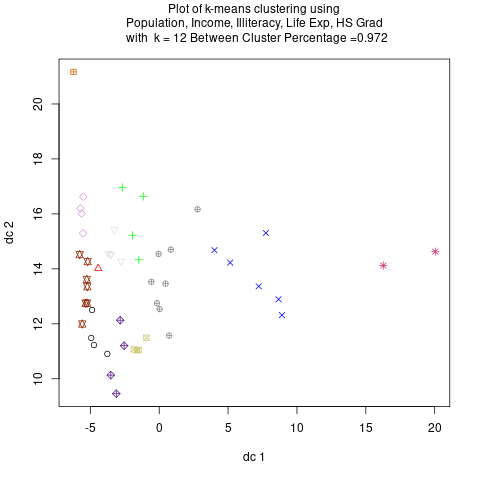 Plot of k-means clustering using
Population, Income, Illiteracy, Life Exp, HS Grad
with k = 12 Between Cluster Percentage =0.972
20
18
16
14
12
10
dc 2
-5 0 5 10 15 20
dc 1